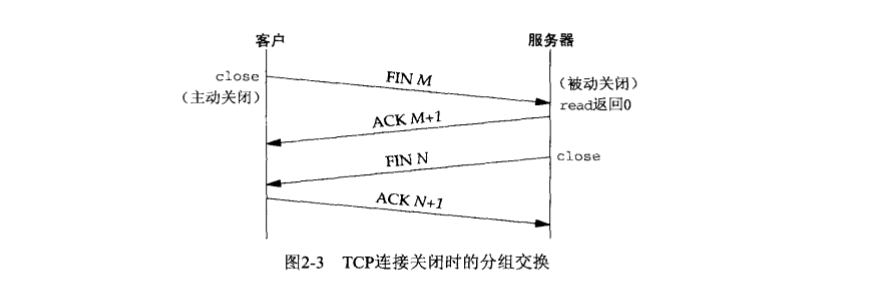 客户
服务器
close
（主动关闭）
FIN M
（被动关闭）
read返回0
ACK M+1
FIN N
close
ACK N+1
图2-3 TCP连接关闭时的分组交换